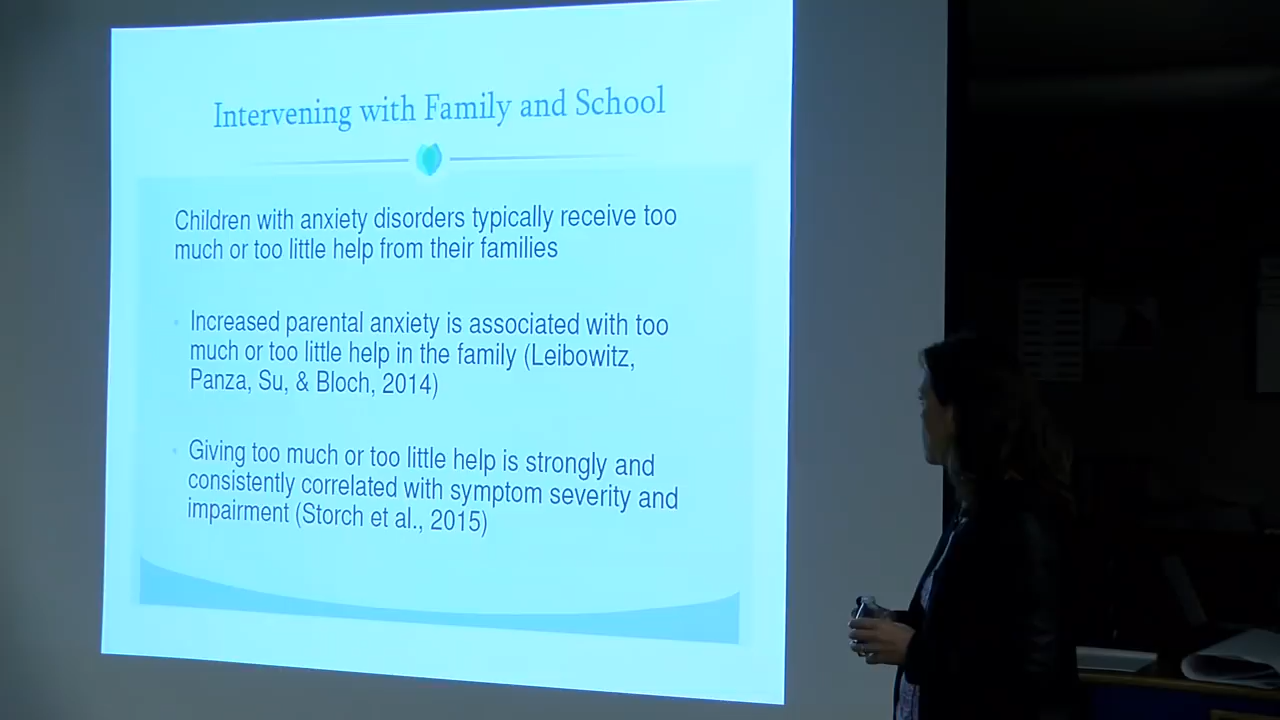 Intervening with Family and School
Children with anxiety disorders typically receive too
much or too little help from their families
Increased parental anxiety is associated with too
much or too little help in the family (Leibowitz,
Panza, Su, & Bloch, 2014)
Giving too much or too little help is strongly and
consistently correlated with symptom severity and
impairment (Storch et al., 2015)